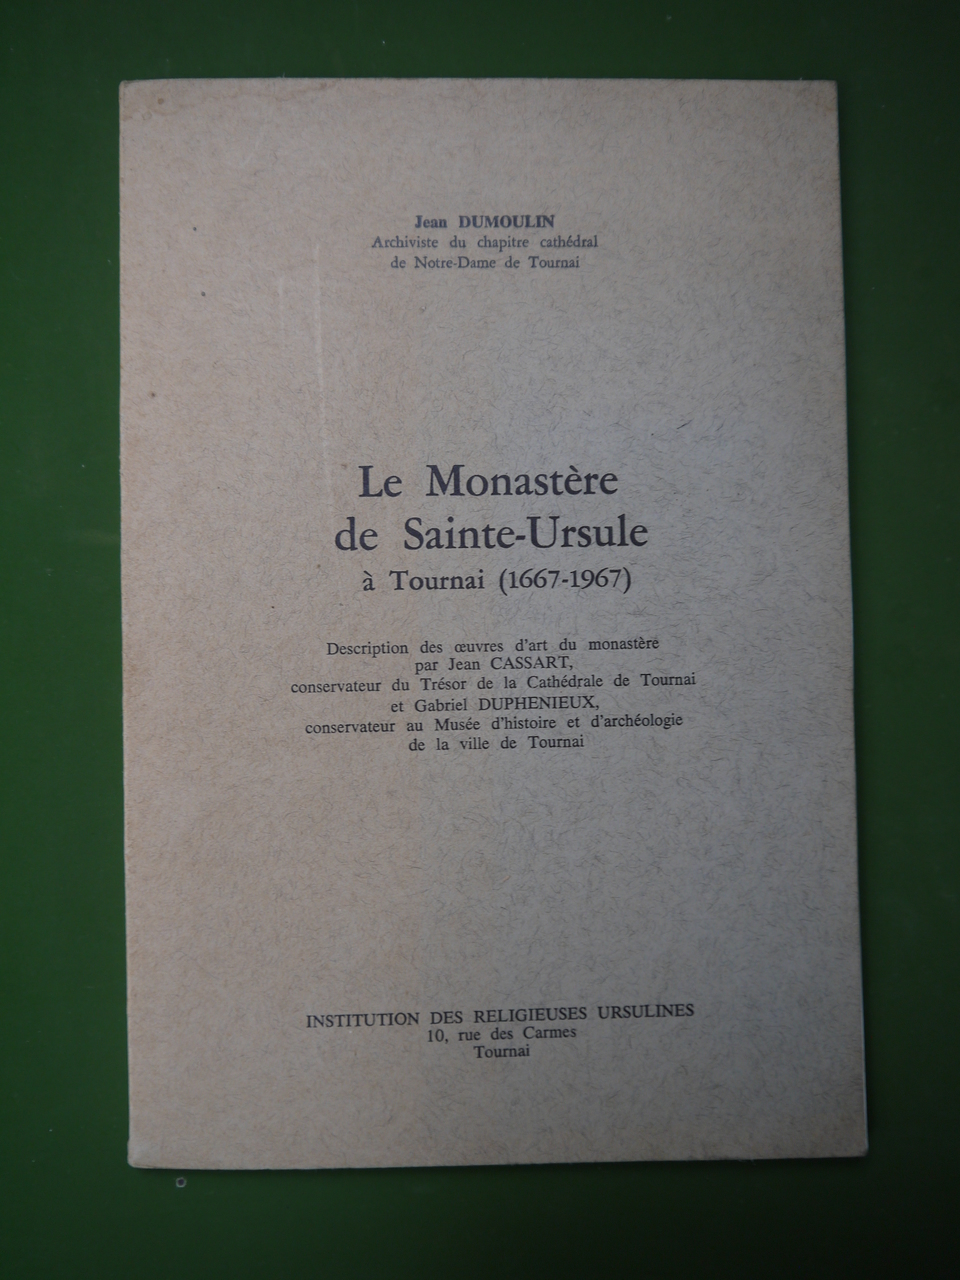 Jean DUMOULIN
Archiviste du chapitre cathédral
de Notre-Dame de Tournai
Le Monastère
de Sainte-Ursule
à Tournai (1667-1967)
Description des œuvres d'art du monastère
par Jean CASSART,
conservateur du Trésor de la Cathédrale de Tournai
et Gabriel DUPHENIEUX,
conservateur au Musée d'histoire et d'archéologie
de la ville de Tournai
INSTITUTION DES RELIGIEUSES URSULINES
10, rue des Carmes
Tournai